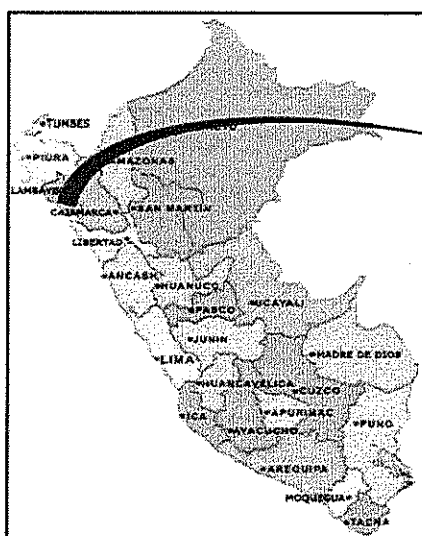 TUMBES
PIURA
AMAZONAS
CAJAMARCA
SAN MARTIN
LIBERTAD
ANCASH
HUANUCO
UCAYALI
PASCO
JUNIN
LIMA
MADRE DE DIOS
HUANCAVELICA
CUZCO
ICA
APURIMAC
AYACUCHO
PUNO
AREQUIPA
MOQUEGUA
TACNA